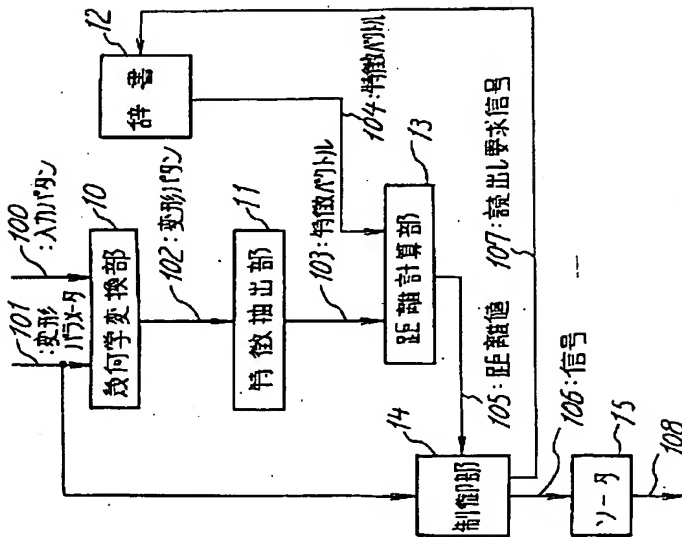 100
:入力パタン
101
:変形
パラメータ
10
幾何学変換部
102:変形パタン
11
特徴抽出部
103:特徴ベクトル
12
辞書
104:特徴ベクトル
13
距離計算部
105:距離値
14
制御部
107:読出し要求信号
106:信号
15
ソータ
108